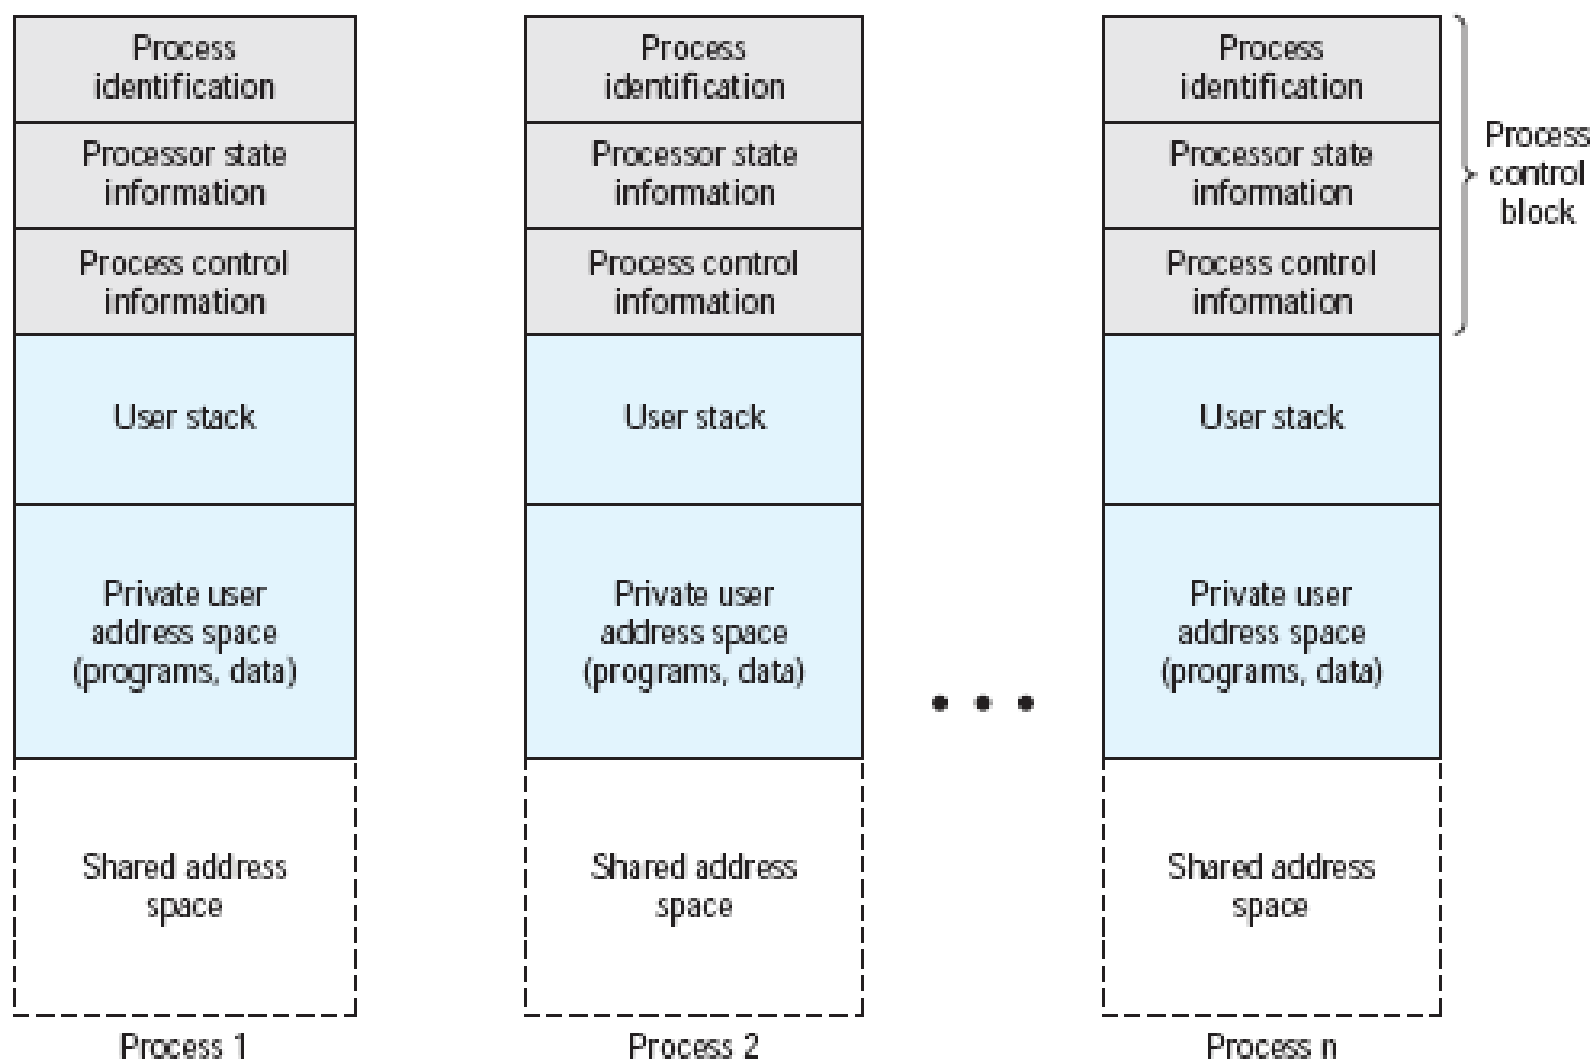 Process
identification
Processor state
information
Process control
information
User stack
Private user
address space
(programs, data)
Shared address
space
Process 1
Process
identification
Processor state
information
Process control
information
User stack
Private user
address space
(programs, data)
Shared address
space
Process 2
Process
identification
Processor state
information
Process control
information
User stack
Private user
address space
(programs, data)
Shared address
space
Process n
Process
control
block